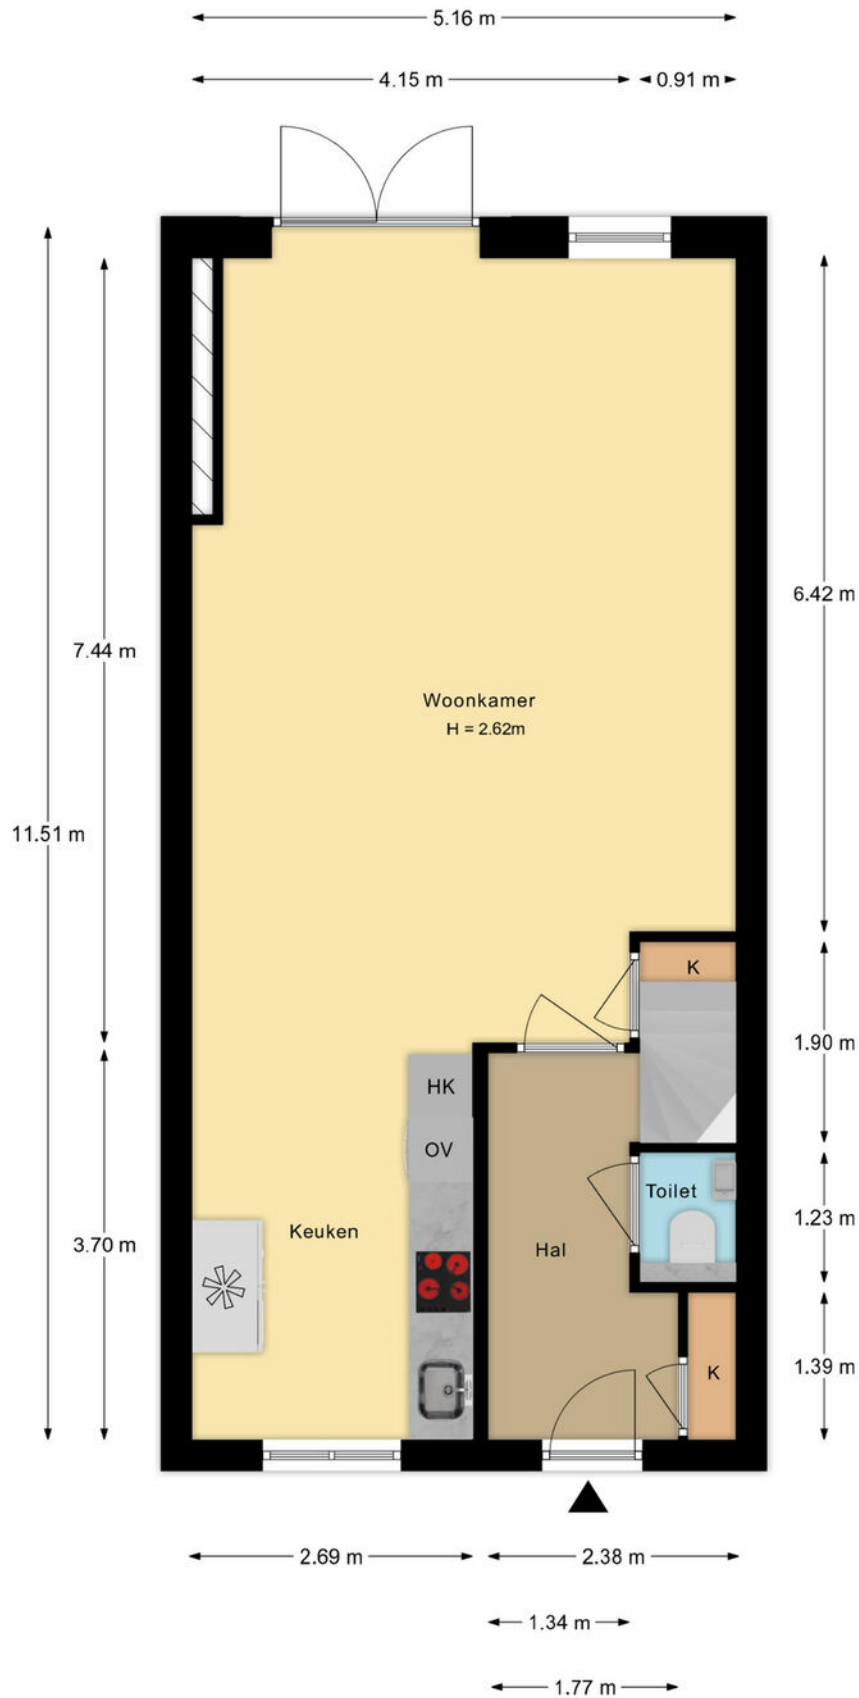 5.16 m
4.15 m
0.91 m
6.42 m
7.44 m
Woonkamer
H = 2.62m
11.51 m
K
1.90 m
HK
OV
Toilet
1.23 m
Keuken
Hal
3.70 m
1.39 m
K
2.69 m
2.38 m
1.34 m
1.77 m